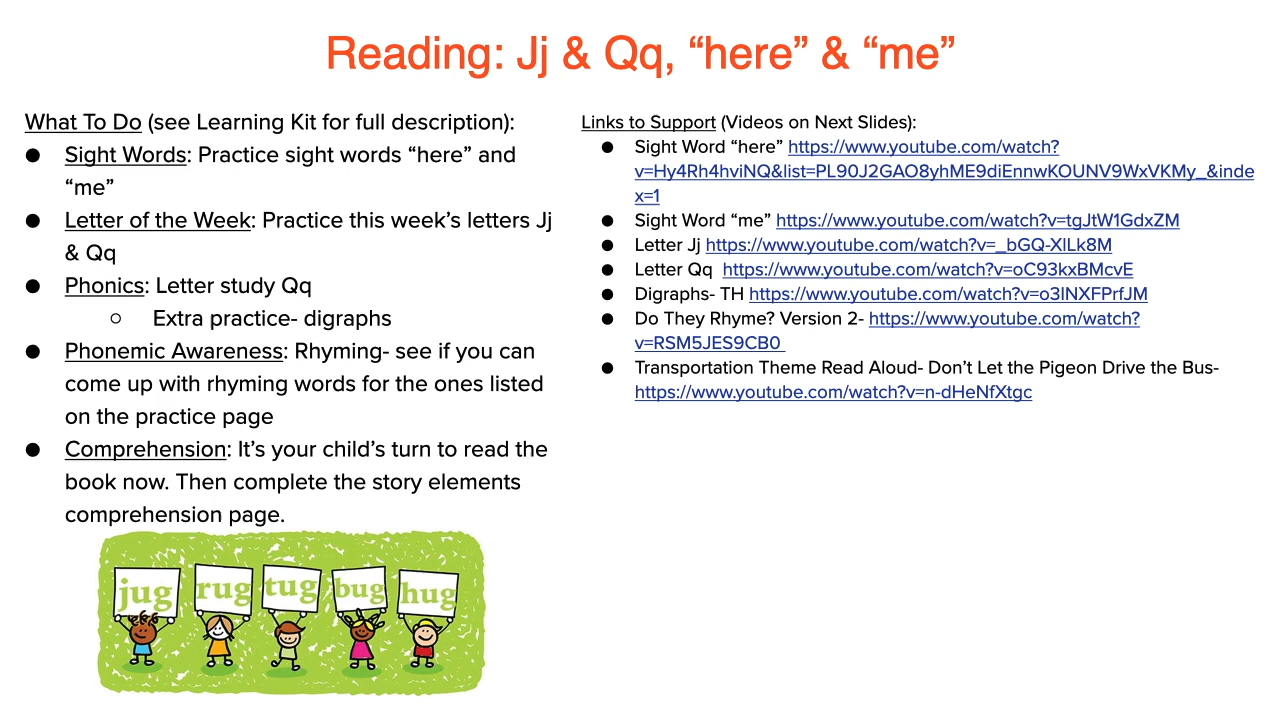 Reading: Jj & Qq, “here” & “me”
What To Do (see Learning Kit for full description):
● Sight Words: Practice sight words “here” and
“me”
● Letter of the Week: Practice this week’s letters Jj
& Qq
● Phonics: Letter study Qq
○ Extra practice- digraphs
● Phonemic Awareness: Rhyming- see if you can
come up with rhyming words for the ones listed
on the practice page
● Comprehension: It’s your child’s turn to read the
book now. Then complete the story elements
comprehension page.
jug rug tug bug hug
Links to Support (Videos on Next Slides):
● Sight Word “here” https://www.youtube.com/watch?
v=Hy4Rh4hviNQ&list=PL90J2GAO8yhME9diEnnwKOUNV9WxVKMy_&inde
x=1
● Sight Word “me” https://www.youtube.com/watch?v=tgJtW1GdxZM
● Letter Jj https://www.youtube.com/watch?v=_bGQ-XlLk8M
● Letter Qq https://www.youtube.com/watch?v=oC93kxBMcvE
● Digraphs- TH https://www.youtube.com/watch?v=o3INXFPrfJM
● Do They Rhyme? Version 2- https://www.youtube.com/watch?
v=RSM5JES9CB0
● Transportation Theme Read Aloud- Don’t Let the Pigeon Drive the Bus-
https://www.youtube.com/watch?v=n-dHeNfXtgc